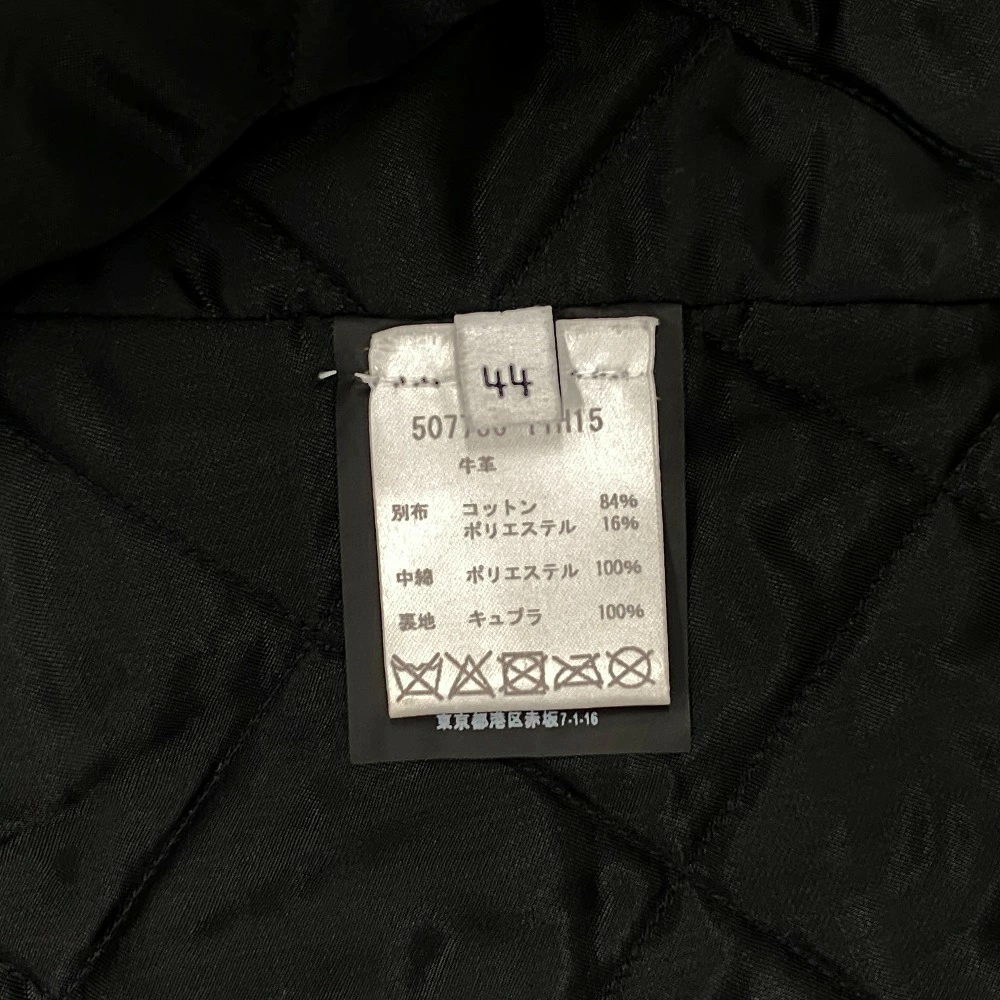 44
牛革
別布 コットン 84%
ポリエステル 16%
中綿 ポリエステル 100%
裏地 キュプラ 100%
東京都港区赤坂7-1-16